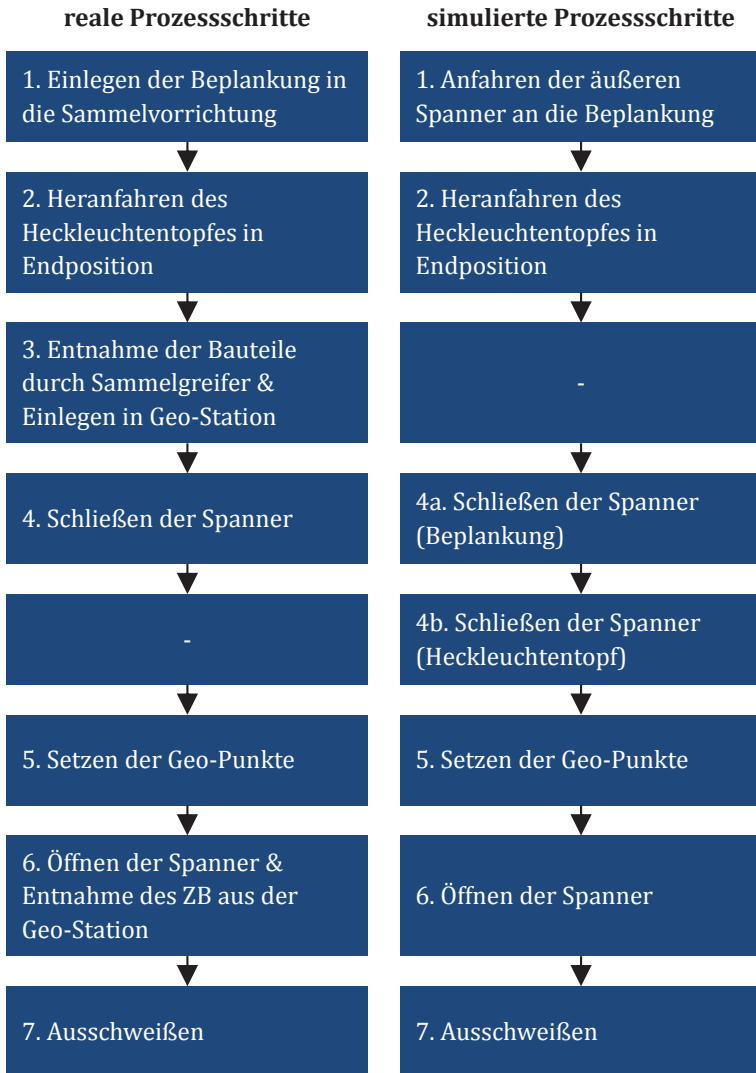 reale Prozessschritte
1. Einlegen der Beplankung in
die Sammelvorrichtung
2. Heranfahren des
Heckleuchtentopfes in
Endposition
3. Entnahme der Bauteile
durch Sammelgreifer &
Einlegen in Geo-Station
4. Schließen der Spanner
-
5. Setzen der Geo-Punkte
6. Öffnen der Spanner &
Entnahme des ZB aus der
Geo-Station
7. Ausschweißen
simulierte Prozessschritte
1. Anfahren der äußeren
Spanner an die Beplankung
2. Heranfahren des
Heckleuchtentopfes in
Endposition
-
4a. Schließen der Spanner
(Beplankung)
4b. Schließen der Spanner
(Heckleuchtentopf)
5. Setzen der Geo-Punkte
6. Öffnen der Spanner
7. Ausschweißen